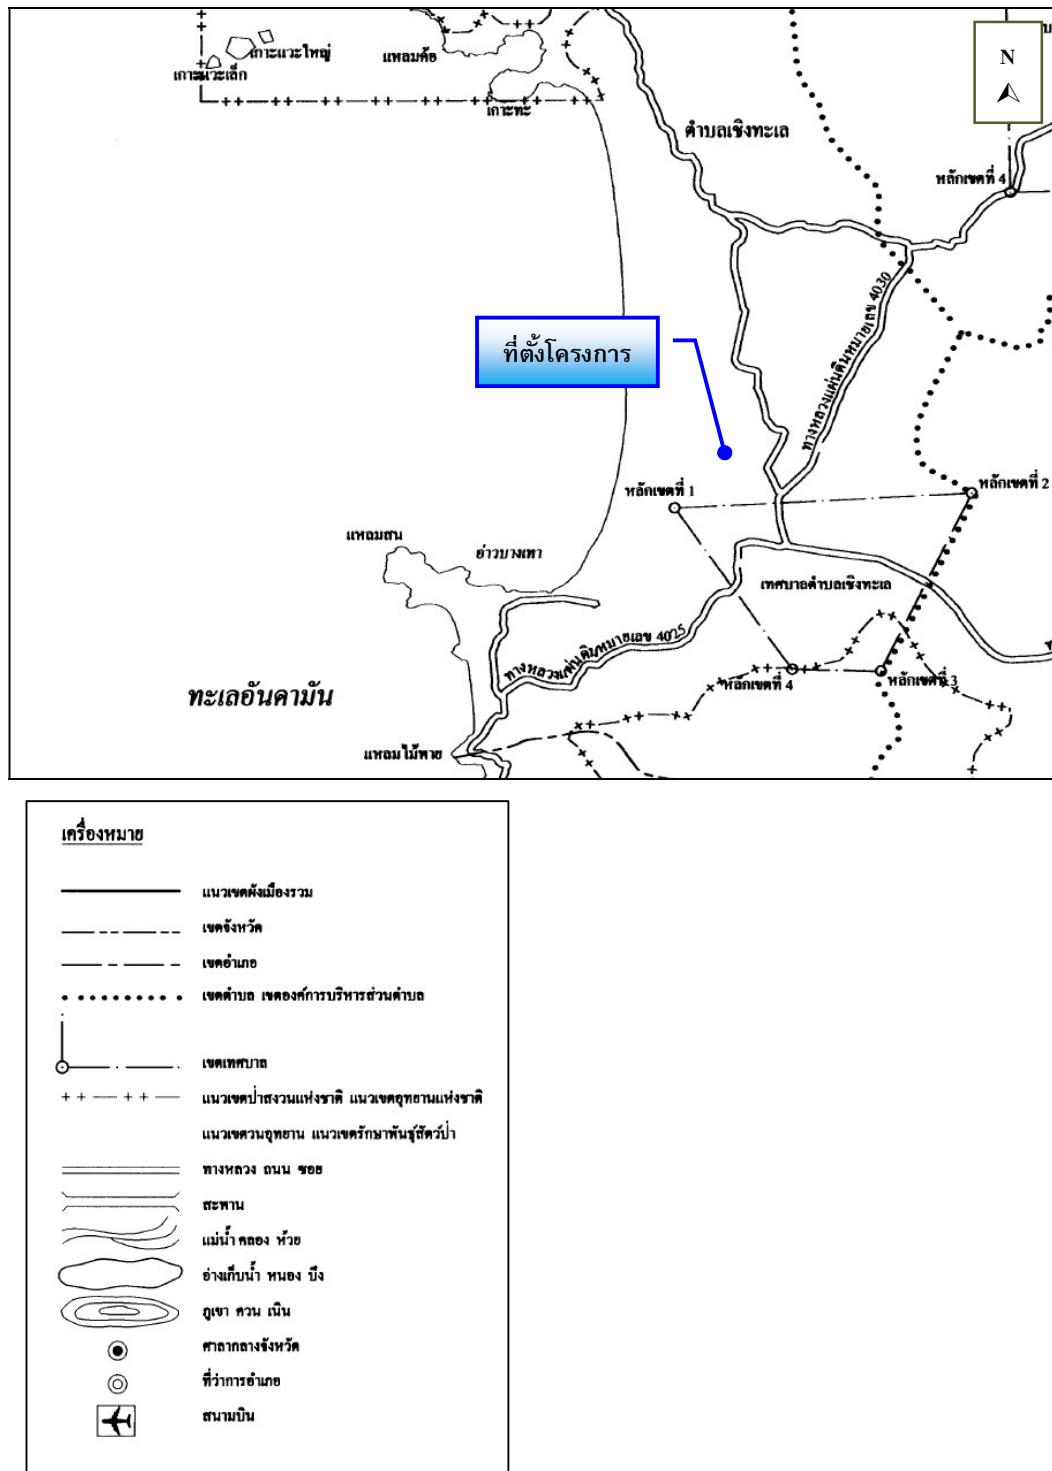 เกาะแวะใหญ่
เกาะแวะเล็ก
แหลมค้อ
เกาะทะ
N
ตำบลเชิงทะเล
หลักเขตที่ 4
ทางหลวงแผ่นดินหมายเลข 4030
ที่ตั้งโครงการ
หลักเขตที่ 1
หลักเขตที่ 2
แหลมสน
อ่าวบางเทา
เทศบาลตำบลเชิงทะเล
ทางหลวงแผ่นดินหมายเลข 4025
หลักเขตที่ 4
หลักเขตที่ 3
ทะเลอันดามัน
แหลมไม้พาย
เครื่องหมาย
แนวเขตผังเมืองรวม
เขตจังหวัด
เขตอำเภอ
เขตตำบล เขตองค์การบริหารส่วนตำบล
เขตเทศบาล
แนวเขตป่าสงวนแห่งชาติ แนวเขตอุทยานแห่งชาติ
แนวเขตวนอุทยาน แนวเขตรักษาพันธุ์สัตว์ป่า
ทางหลวง ถนน ซอย
สะพาน
แม่น้ำ คลอง ห้วย
อ่างเก็บน้ำ หนอง บึง
ภูเขา ควน เนิน
ศาลากลางจังหวัด
ที่ว่าการอำเภอ
สนามบิน